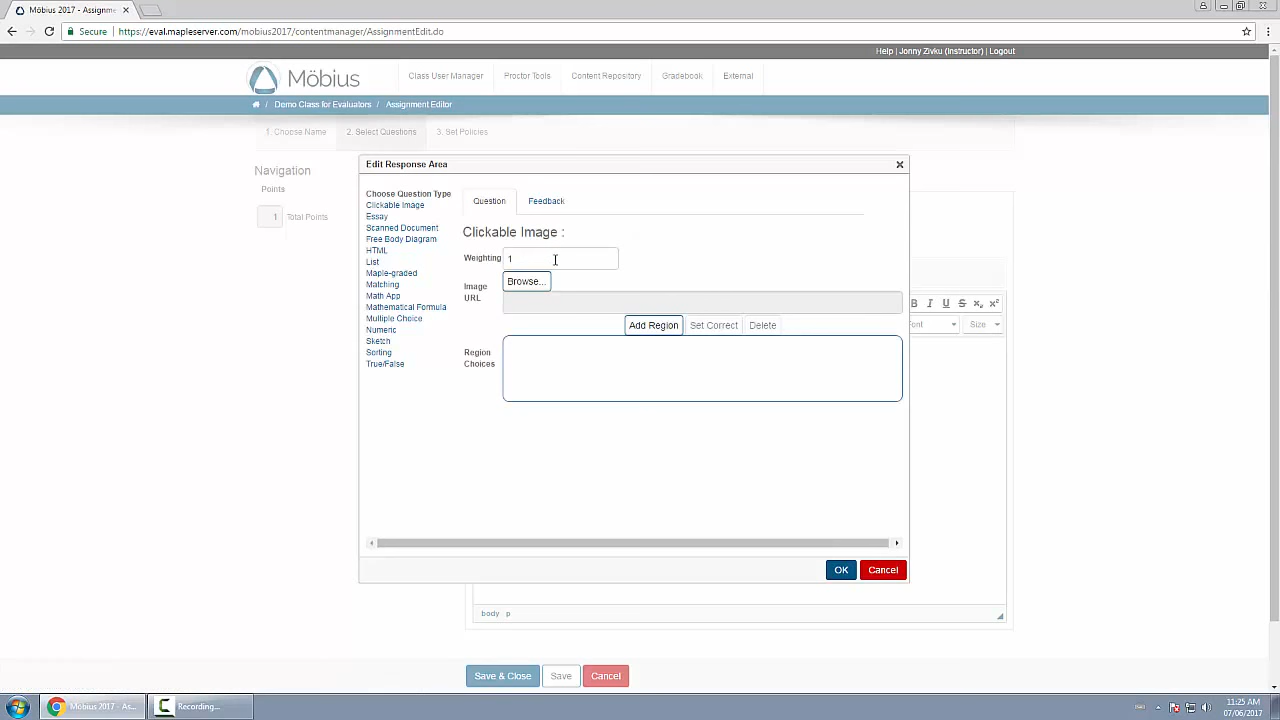 Möbius 2017 - Assignme
Secure
https://eval.mapleserver.com/mobius2017/contentmanager/AssignmentEdit.do
Help | Jonny Zivku (Instructor) | Logout
Möbius
Class User Manager
Proctor Tools
Content Repository
Gradebook
External
/ Demo Class for Evaluators / Assignment Editor
1. Choose Name
2. Select Questions
3. Set Policies
Navigation
Points
1 Total Points
Edit Response Area
Choose Question Type
Clickable Image
Essay
Scanned Document
Free Body Diagram
HTML
List
Maple-graded
Matching
Math App
Mathematical Formula
Multiple Choice
Numeric
Sketch
Sorting
True/False
Question
Feedback
Clickable Image :
Weighting 1
Image
URL
Browse...
Add Region
Set Correct
Delete
Region
Choices
OK
Cancel
B I U S x₂ x²
Size
body p
Save & Close
Save
Cancel
Möbius 2017 - As...
Recording...
11:25 AM
07/06/2017